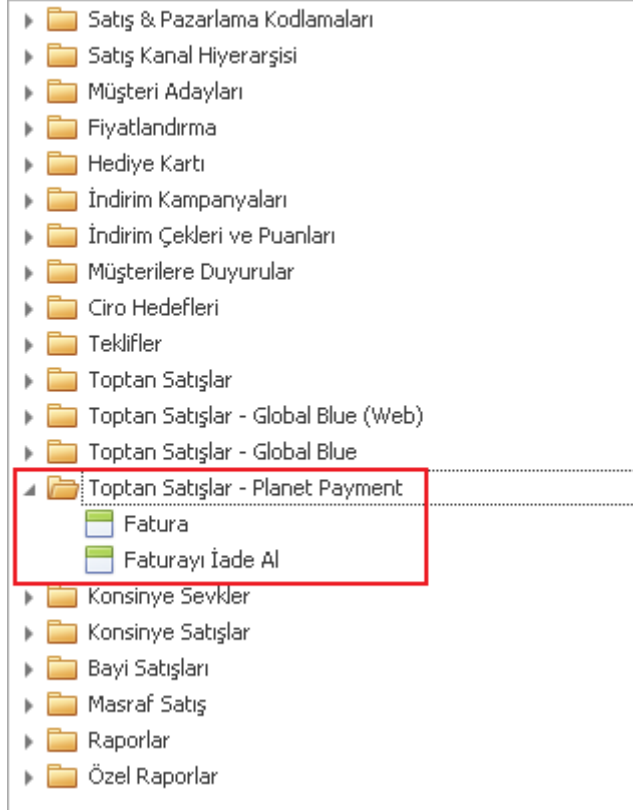 Satış & Pazarlama Kodlamaları
Satış Kanal Hiyerarşisi
Müşteri Adayları
Fiyatlandırma
Hediye Kartı
İndirim Kampanyaları
İndirim Çekleri ve Puanları
Müşterilere Duyurular
Ciro Hedefleri
Teklifler
Toptan Satışlar
Toptan Satışlar - Global Blue (Web)
Toptan Satışlar - Global Blue
Toptan Satışlar - Planet Payment
Fatura
Faturayı İade Al
Konsinye Sevkler
Konsinye Satışlar
Bayi Satışları
Masraf Satış
Raporlar
Özel Raporlar